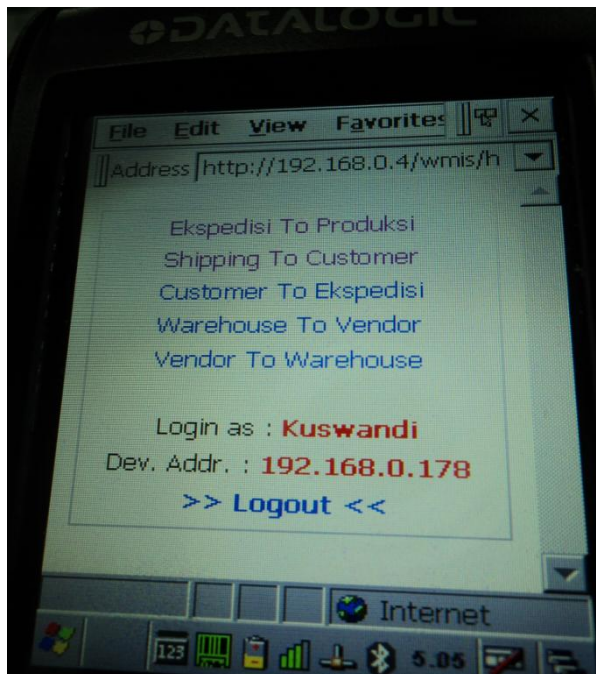 DATALOGIC
File Edit View Favorites
Address http://192.168.0.4/wmis/h
Ekspedisi To Produksi
Shipping To Customer
Customer To Ekspedisi
Warehouse To Vendor
Vendor To Warehouse
Login as : Kuswandi
Dev. Addr. : 192.168.0.178
>> Logout <<
Internet
123 5.05